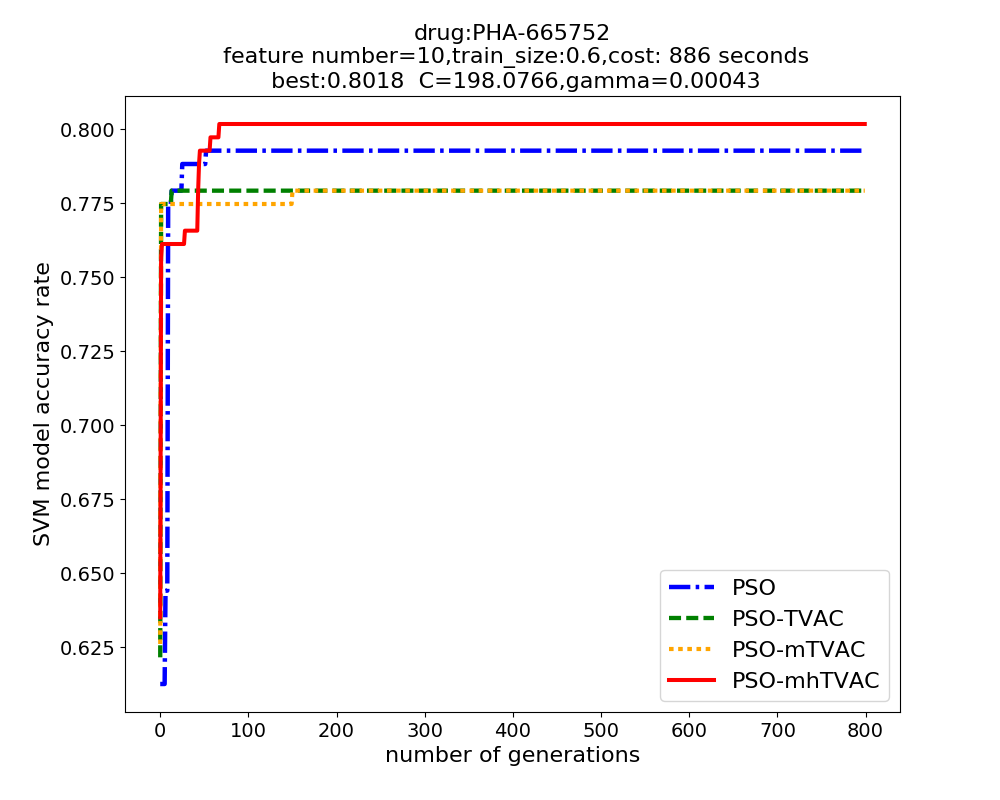 drug:PHA-665752
feature number=10,train_size:0.6,cost: 886 seconds
best:0.8018  C=198.0766,gamma=0.00043
0.800
0.775
0.750
0.725
0.700
0.675
0.650
0.625
SVM model accuracy rate
PSO
PSO-TVAC
PSO-mTVAC
PSO-mhTVAC
0 100 200 300 400 500 600 700 800
number of generations